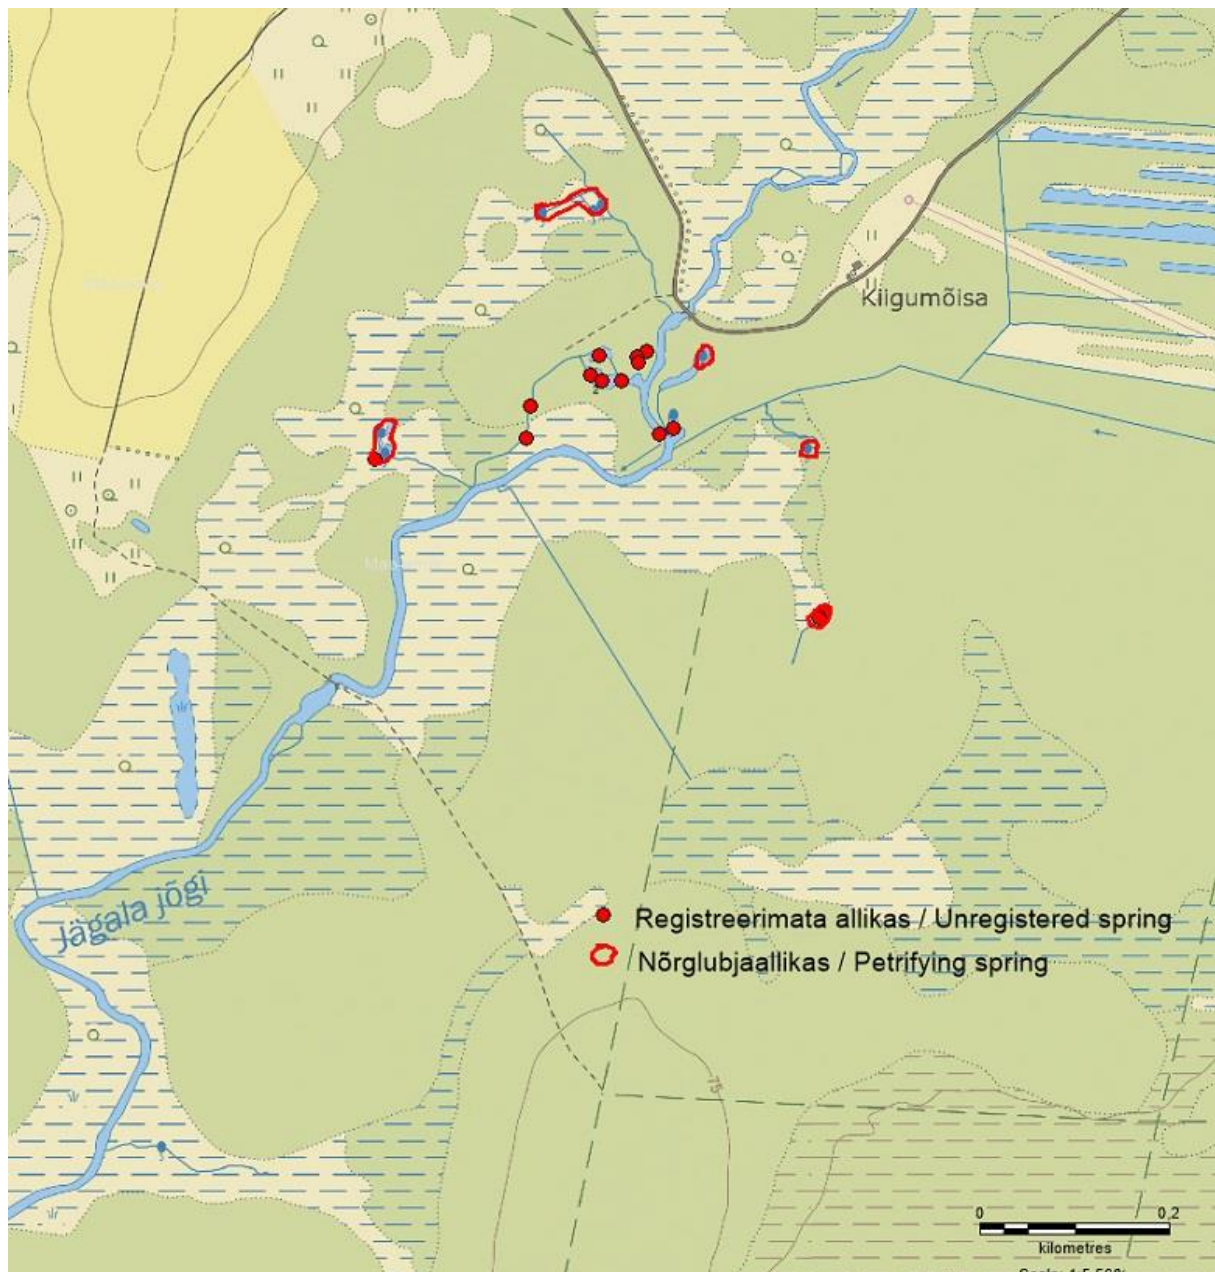 Kiigumõisa
Jägala jõgi
Registreerimata allikas / Unregistered spring
Nõrglubjaallikas / Petrifying spring
75
0 0,2
kilometres